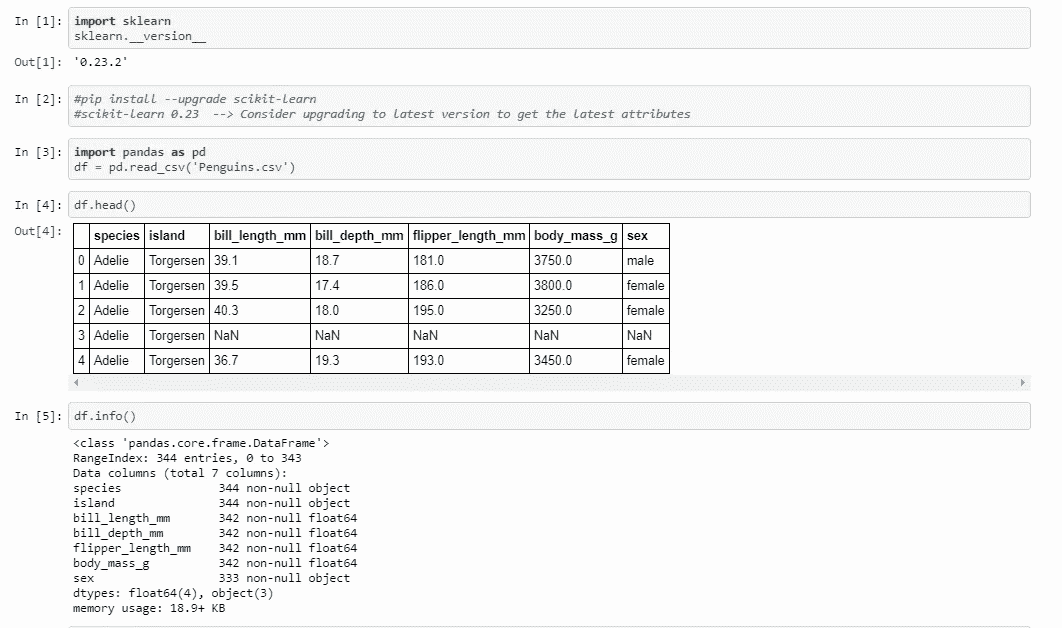 In [1]: import sklearn
sklearn.__version__
Out[1]: '0.23.2'
In [2]: #pip install --upgrade scikit-learn
#scikit-learn 0.23  --> Consider upgrading to latest version to get the latest attributes
In [3]: import pandas as pd
df = pd.read_csv('Penguins.csv')
In [4]: df.head()
Out[4]:
species island bill_length_mm bill_depth_mm flipper_length_mm body_mass_g sex
0 Adelie Torgersen 39.1 18.7 181.0 3750.0 male
1 Adelie Torgersen 39.5 17.4 186.0 3800.0 female
2 Adelie Torgersen 40.3 18.0 195.0 3250.0 female
3 Adelie Torgersen NaN NaN NaN NaN NaN
4 Adelie Torgersen 36.7 19.3 193.0 3450.0 female
In [5]: df.info()
<class 'pandas.core.frame.DataFrame'>
RangeIndex: 344 entries, 0 to 343
Data columns (total 7 columns):
species 344 non-null object
island 344 non-null object
bill_length_mm 342 non-null float64
bill_depth_mm 342 non-null float64
flipper_length_mm 342 non-null float64
body_mass_g 342 non-null float64
sex 333 non-null object
dtypes: float64(4), object(3)
memory usage: 18.9+ KB